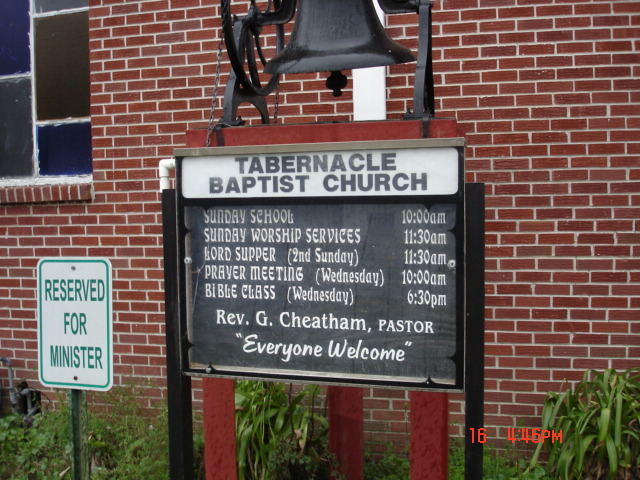 TABERNACLE
BAPTIST CHURCH
SUNDAY SCHOOL 10:00am
SUNDAY WORSHIP SERVICES 11:30am
LORD SUPPER (2nd Sunday) 11:30am
PRAYER MEETING (Wednesday) 10:00am
BIBLE CLASS (Wednesday) 6:30pm
Rev. G. Cheatham, PASTOR
"Everyone Welcome"
RESERVED
FOR
MINISTER
16 4:46PM